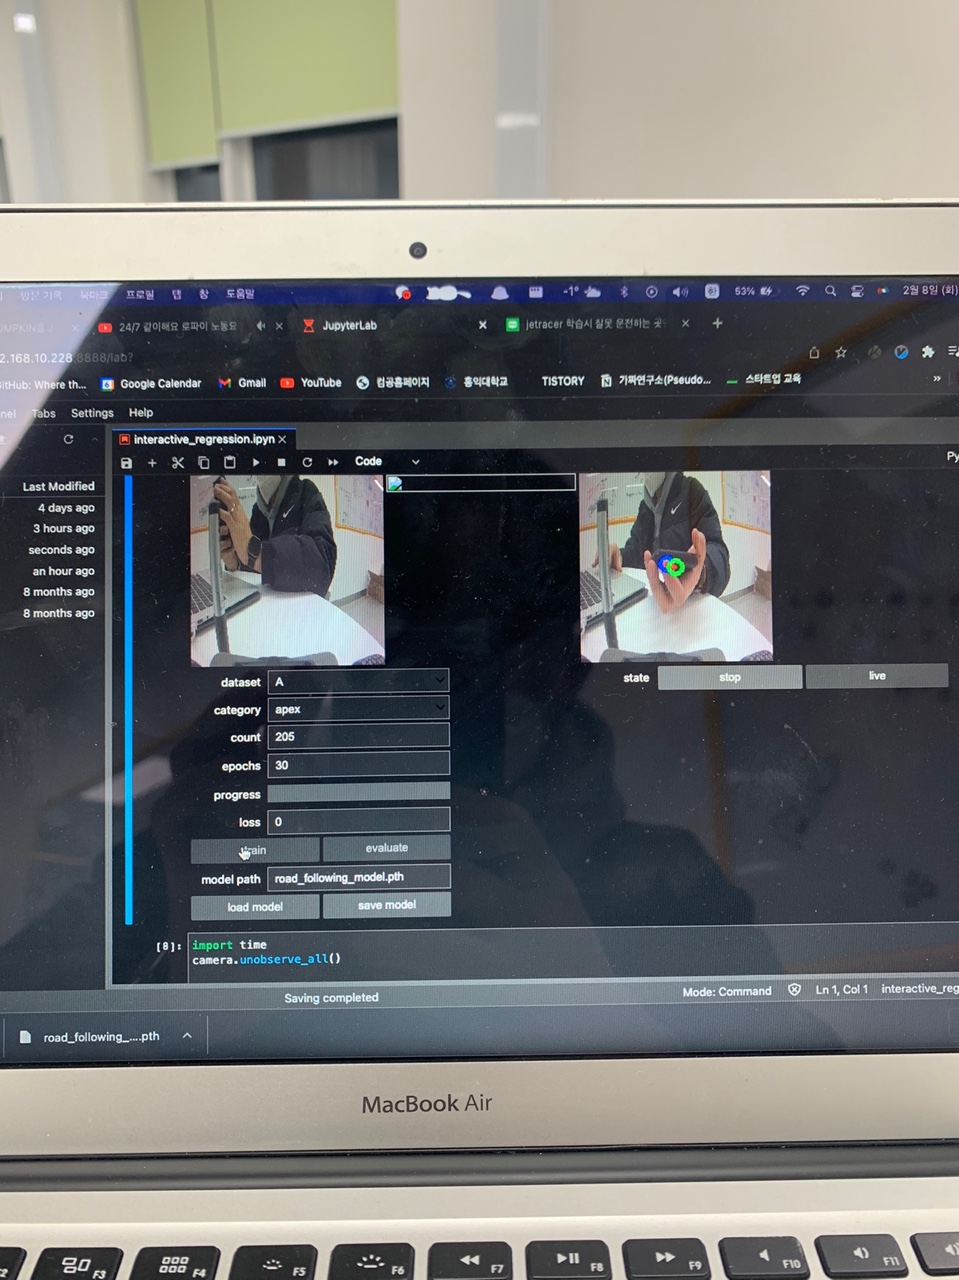 방문 기록 북마크 프로필 탭 창 도움말 -1° 53% 2월 8일 (화)
24/7 같이해요 로파이 노동요 JupyterLab jetracer 학습시 잘못 운전하는 곳
2.168.10.228:8888/lab?
GitHub: Where th... Google Calendar Gmail YouTube 컴공홈페이지 홍익대학교 TISTORY 가짜연구소(Pseudo... 스타트업 교육 »
nel Tabs Settings Help
interactive_regression.ipyn
Code Py
Last Modified
4 days ago
3 hours ago
seconds ago
an hour ago
8 months ago
8 months ago
dataset A
category apex
count 205
epochs 30
progress
loss 0
train evaluate
model path road_following_model.pth
load model save model
state stop live
[8]: import time
camera.unobserve_all()
Saving completed Mode: Command Ln 1, Col 1 interactive_reg
road_following_....pth
MacBook Air
F3 F4 F5 F6 F7 F8 F9 F10 F11